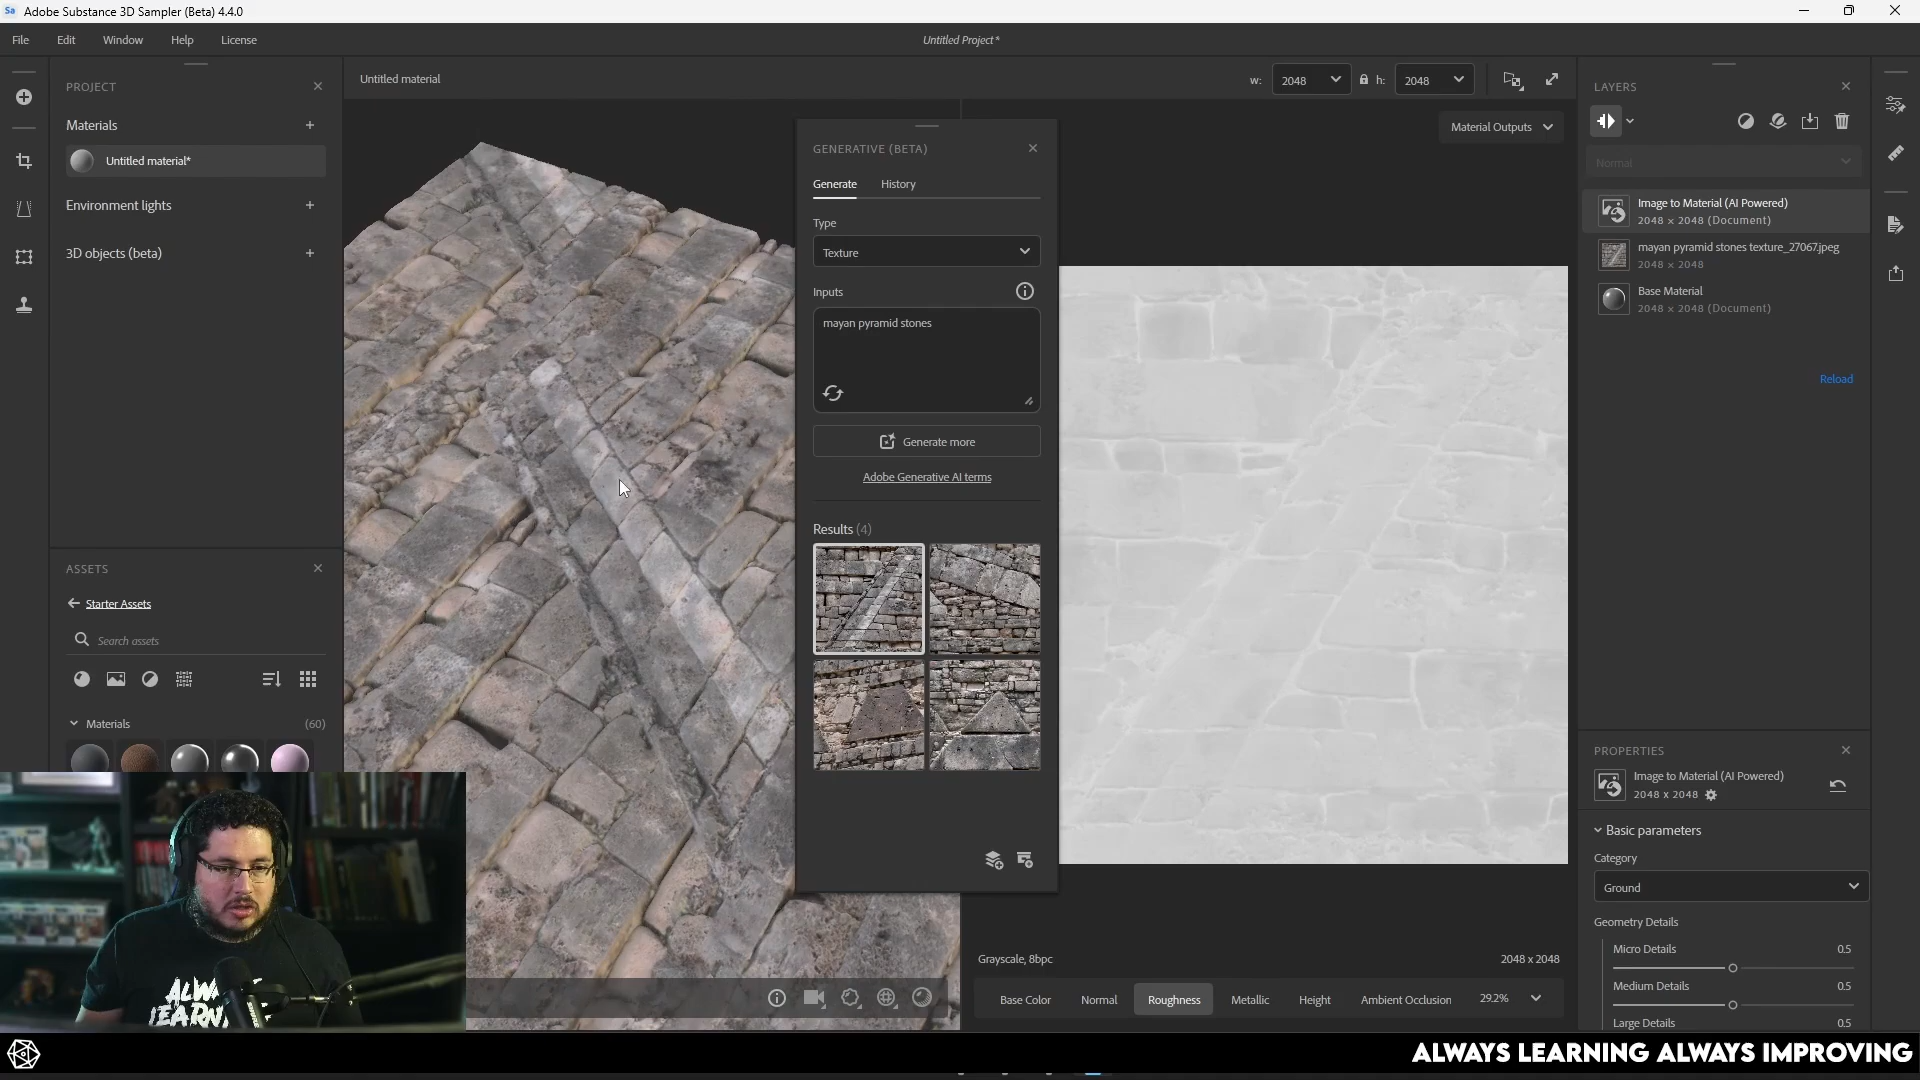 Sa Adobe Substance 3D Sampler (Beta) 4.4.0
File Edit Window Help License
Untitled Project*
PROJECT
Materials
Untitled material*
Environment lights
3D objects (beta)
ASSETS
Starter Assets
Search assets
Materials (60)
Untitled material
w: 2048 h: 2048
Material Outputs
GENERATIVE (BETA)
Generate History
Type
Texture
Inputs
mayan pyramid stones
Generate more
Adobe Generative AI terms
Results (4)
Grayscale, 8bpc 2048 x 2048
Base Color Normal Roughness Metallic Height Ambient Occlusion 29.2%
LAYERS
Normal
Image to Material (AI Powered)
2048 x 2048 (Document)
mayan pyramid stones texture_27067.jpeg
2048 x 2048
Base Material
2048 x 2048 (Document)
Reload
PROPERTIES
Image to Material (AI Powered)
2048 x 2048
Basic parameters
Category
Ground
Geometry Details
Micro Details 0.5
Medium Details 0.5
Large Details 0.5
ALWAYS LEARNING ALWAYS IMPROVING